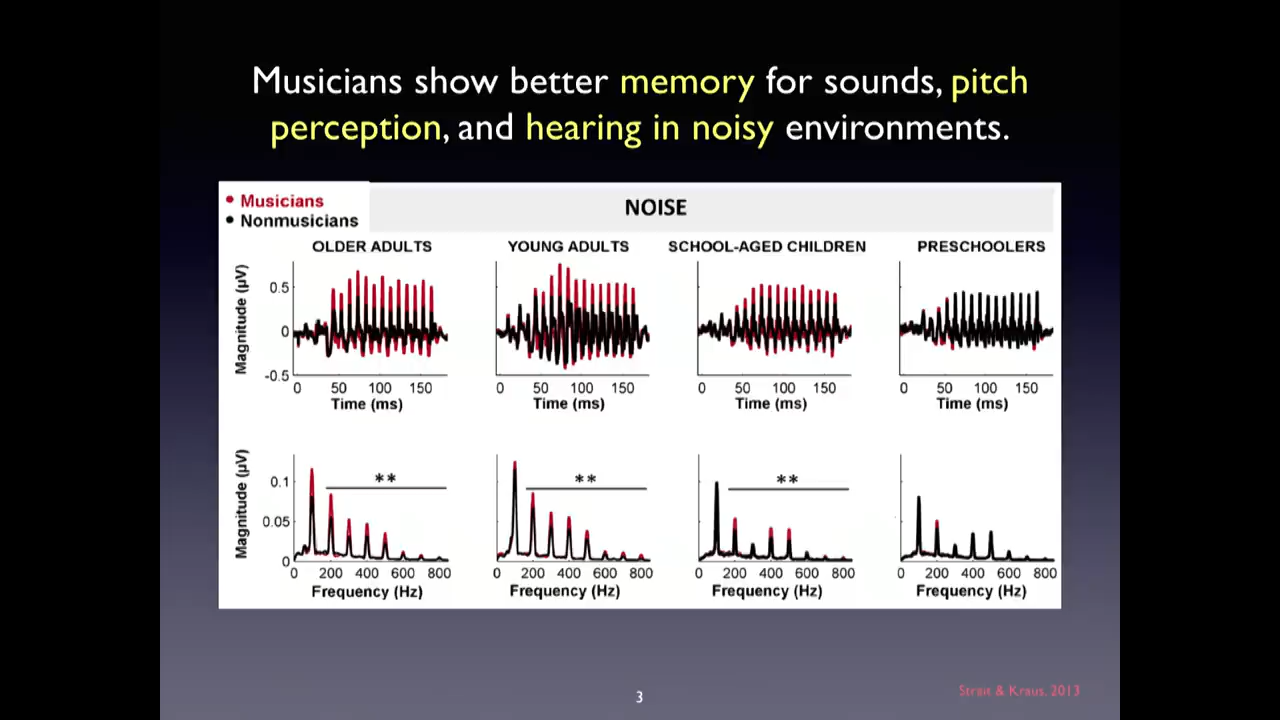 Musicians show better memory for sounds, pitch
perception, and hearing in noisy environments.
• Musicians
• Nonmusicians
NOISE
OLDER ADULTS
YOUNG ADULTS
SCHOOL-AGED CHILDREN
PRESCHOOLERS
Magnitude (µV)
0.5
0
-0.5
0 50 100 150
0 50 100 150
0 50 100 150
0 50 100 150
Time (ms)
Time (ms)
Time (ms)
Time (ms)
Magnitude (µV)
0.1
0.05
0
**
**
**
0 200 400 600 800
0 200 400 600 800
0 200 400 600 800
0 200 400 600 800
Frequency (Hz)
Frequency (Hz)
Frequency (Hz)
Frequency (Hz)
3
Strait & Kraus, 2013